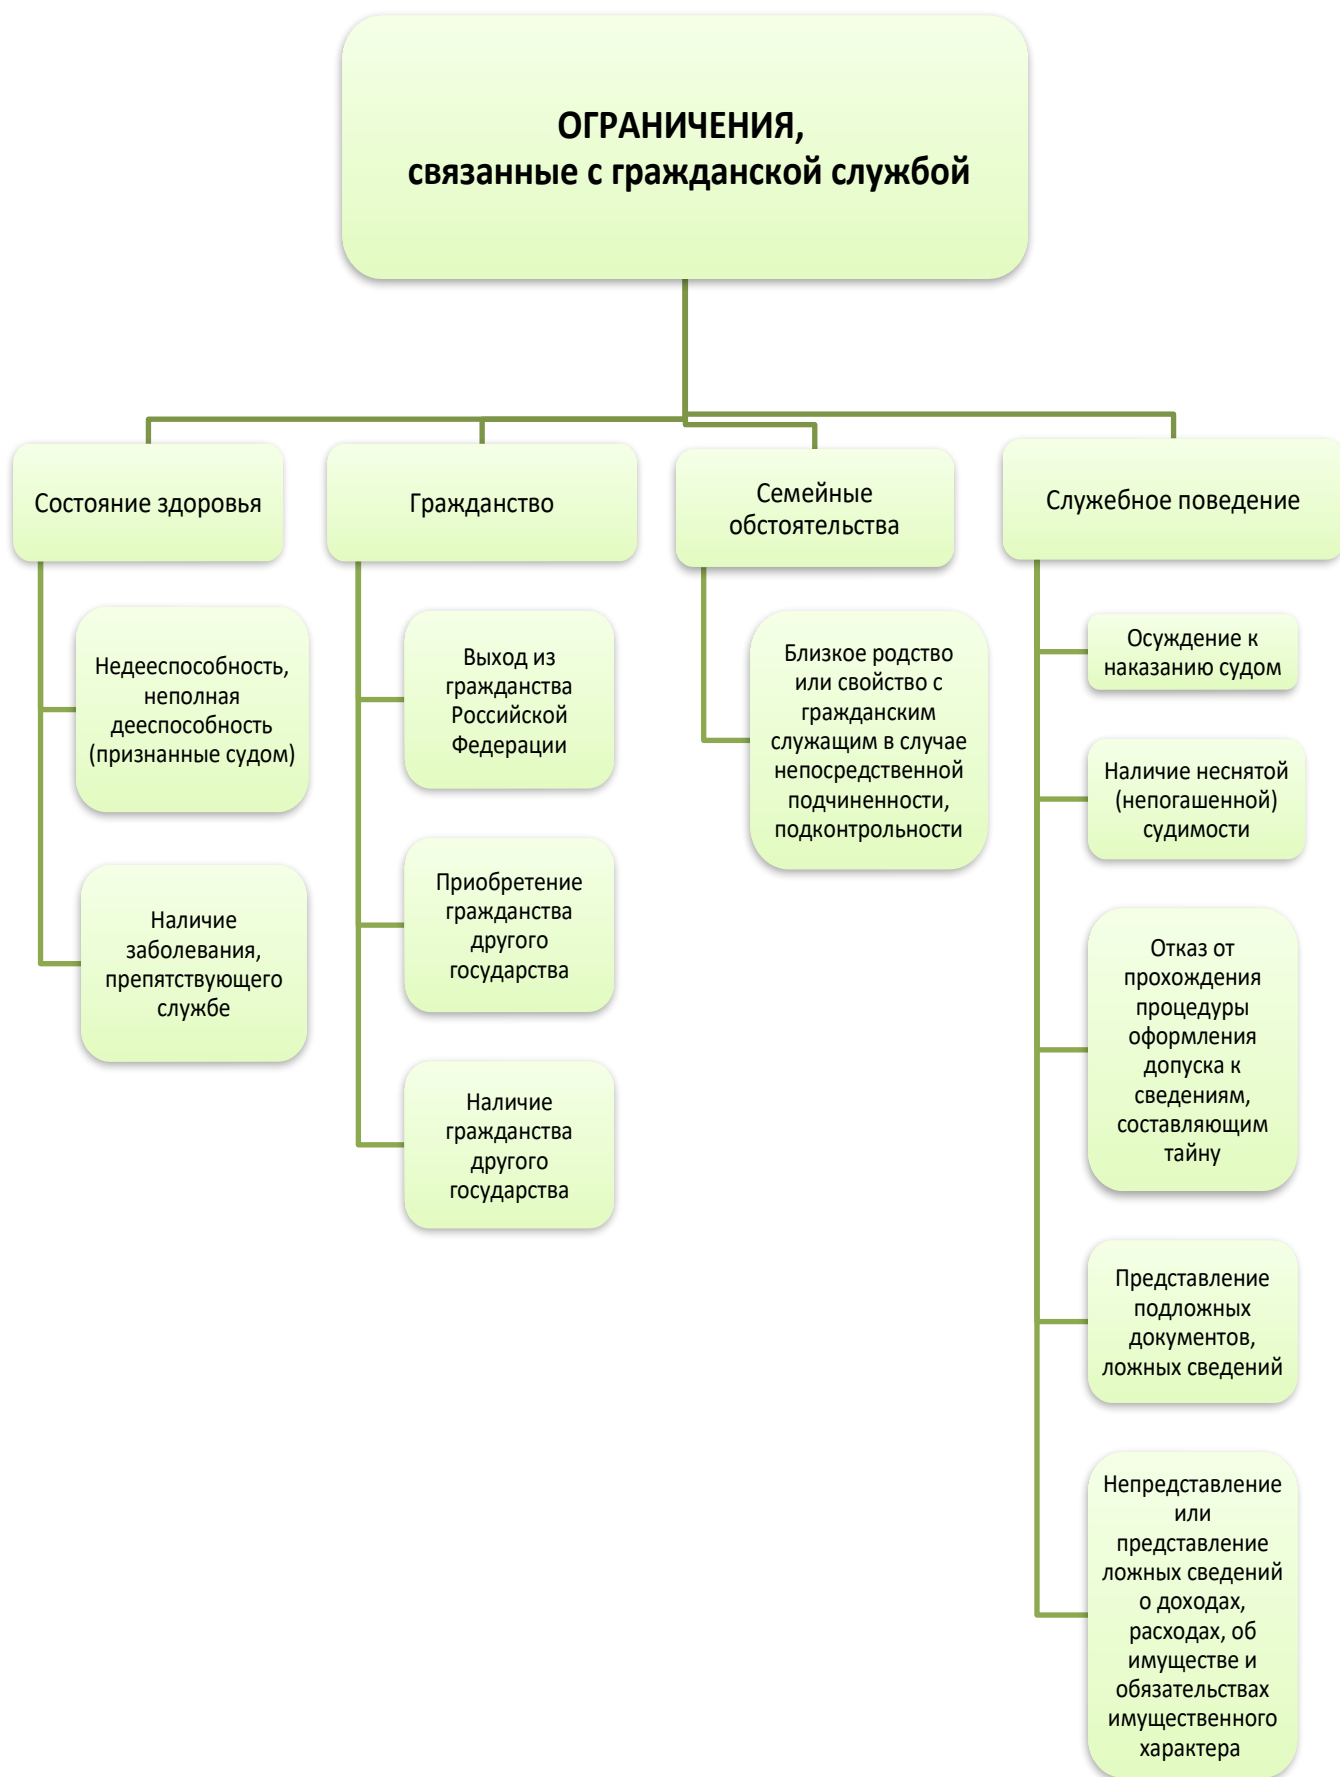 ОГРАНИЧЕНИЯ,
связанные с гражданской службой
Состояние здоровья
Недееспособность,
неполная
дееспособность
(признанные судом)
Наличие
заболевания,
препятствующего
службе
Гражданство
Выход из
гражданства
Российской
Федерации
Приобретение
гражданства
другого
государства
Наличие
гражданства
другого
государства
Семейные
обстоятельства
Близкое родство
или свойство с
гражданским
служащим в случае
непосредственной
подчиненности,
подконтрольности
Служебное поведение
Осуждение к
наказанию судом
Наличие неснятой
(непогашенной)
судимости
Отказ от
прохождения
процедуры
оформления
допуска к
сведениям,
составляющим
тайну
Представление
подложных
документов,
ложных сведений
Непредставление
или
представление
ложных сведений
о доходах,
расходах, об
имуществе и
обязательствах
имущественного
характера